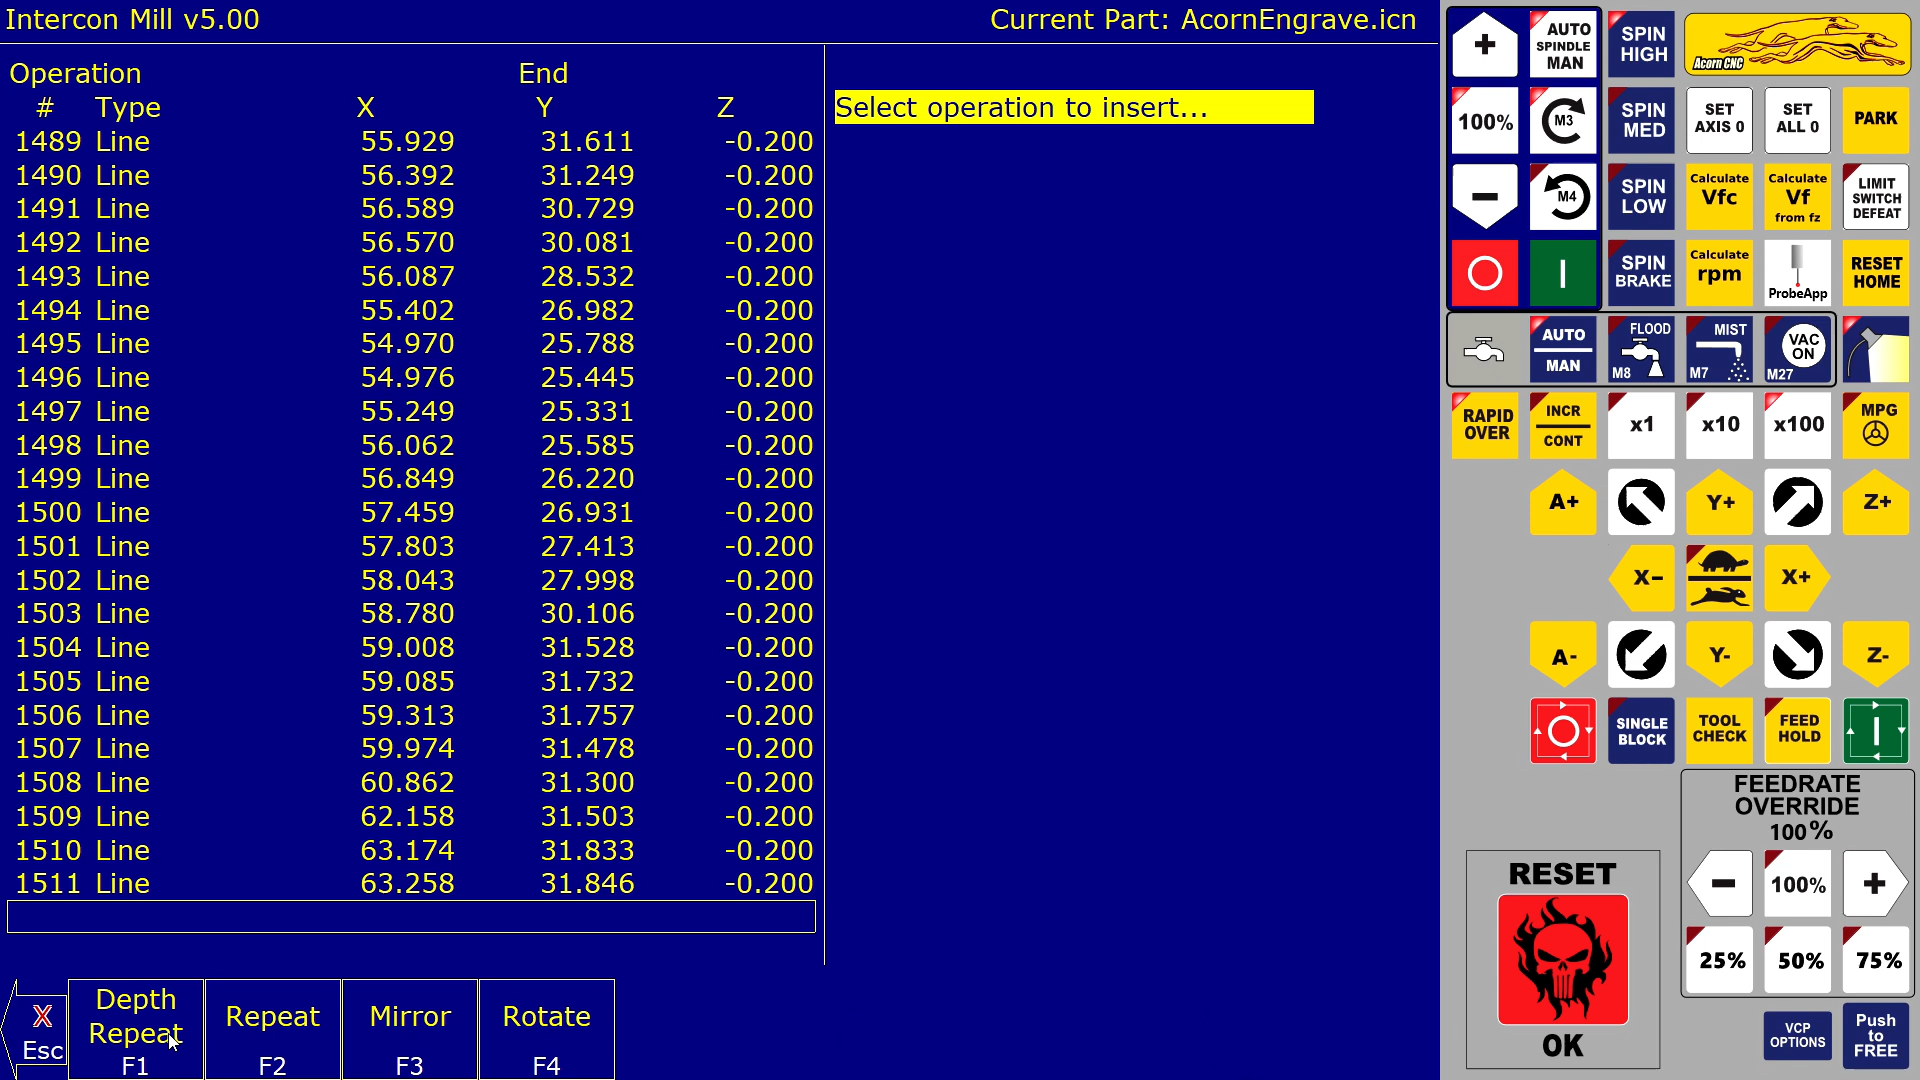 Intercon Mill v5.00
Current Part: AcornEngrave.icn
Operation End
# Type X Y Z
1489 Line 55.929 31.611 -0.200
1490 Line 56.392 31.249 -0.200
1491 Line 56.589 30.729 -0.200
1492 Line 56.570 30.081 -0.200
1493 Line 56.087 28.532 -0.200
1494 Line 55.402 26.982 -0.200
1495 Line 54.970 25.788 -0.200
1496 Line 54.976 25.445 -0.200
1497 Line 55.249 25.331 -0.200
1498 Line 56.062 25.585 -0.200
1499 Line 56.849 26.220 -0.200
1500 Line 57.459 26.931 -0.200
1501 Line 57.803 27.413 -0.200
1502 Line 58.043 27.998 -0.200
1503 Line 58.780 30.106 -0.200
1504 Line 59.008 31.528 -0.200
1505 Line 59.085 31.732 -0.200
1506 Line 59.313 31.757 -0.200
1507 Line 59.974 31.478 -0.200
1508 Line 60.862 31.300 -0.200
1509 Line 62.158 31.503 -0.200
1510 Line 63.174 31.833 -0.200
1511 Line 63.258 31.846 -0.200
Select operation to insert...
X
Esc
Depth
Repeat
F1
Repeat
F2
Mirror
F3
Rotate
F4
+
AUTO
SPINDLE
MAN
SPIN
HIGH
Acorn CNC
100%
M3
SPIN
MED
SET
AXIS 0
SET
ALL 0
PARK
−
M4
SPIN
LOW
Calculate
Vfc
Calculate
Vf
from fz
LIMIT
SWITCH
DEFEAT
SPIN
BRAKE
Calculate
rpm
ProbeApp
RESET
HOME
AUTO
MAN
FLOOD
M8
MIST
M7
VAC
ON
M27
RAPID
OVER
INCR
CONT
x1
x10
x100
MPG
A+
Y+
Z+
X−
X+
A-
Y-
Z-
SINGLE
BLOCK
TOOL
CHECK
FEED
HOLD
FEEDRATE
OVERRIDE
100%
−
100%
+
25%
50%
75%
RESET
OK
VCP
OPTIONS
Push
to
FREE